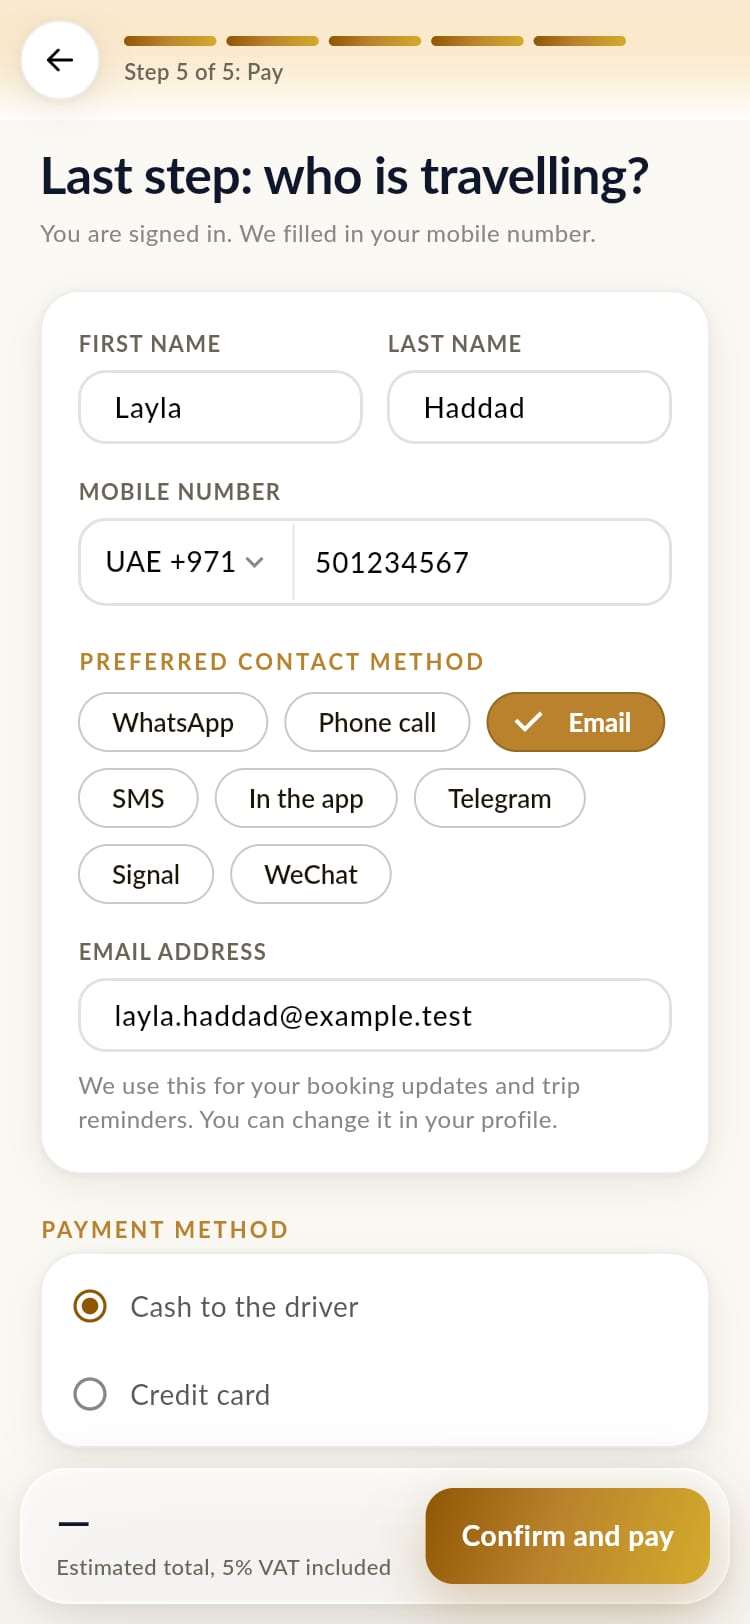 Step 5 of 5: Pay
Last step: who is travelling?
You are signed in. We filled in your mobile number.
FIRST NAME
LAST NAME
Layla
Haddad
MOBILE NUMBER
UAE +971
501234567
PREFERRED CONTACT METHOD
WhatsApp
Phone call
Email
SMS
In the app
Telegram
Signal
WeChat
EMAIL ADDRESS
layla.haddad@example.test
We use this for your booking updates and trip
reminders. You can change it in your profile.
PAYMENT METHOD
Cash to the driver
Credit card
—
Estimated total, 5% VAT included
Confirm and pay